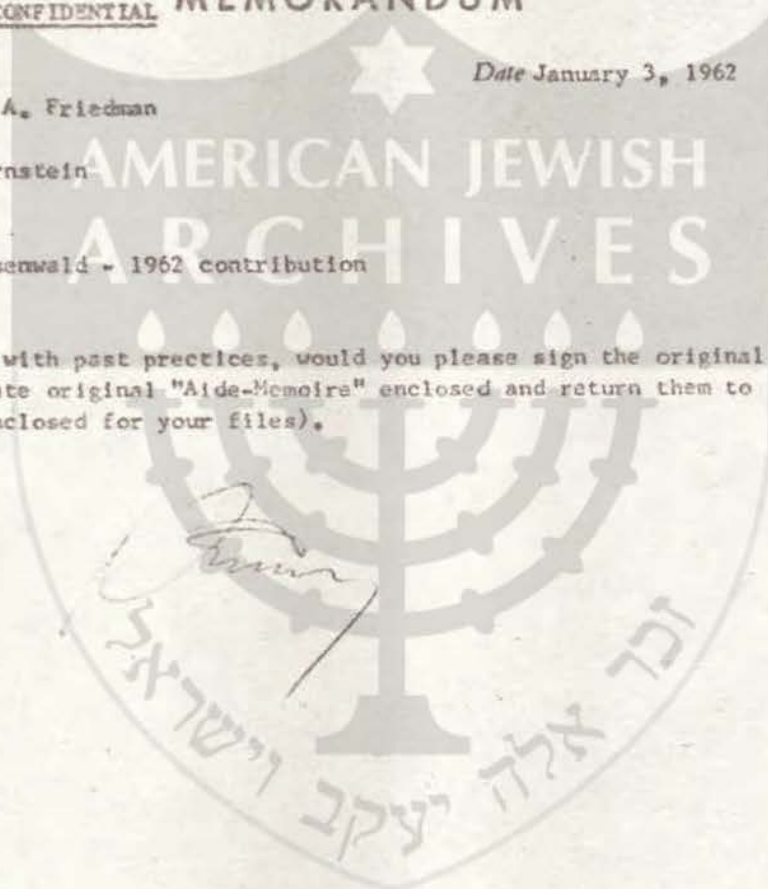 CONFIDENTIAL MEMORANDUM
Date January 3, 1962
A. Friedman
rnstein
AMERICAN JEWISH
ARCHIVES
senwald - 1962 contribution
with past prectices, would you please sign the original
te original "Aide-Memoire" enclosed and return them to
closed for your files).
זכר אלה יעקב וישראל